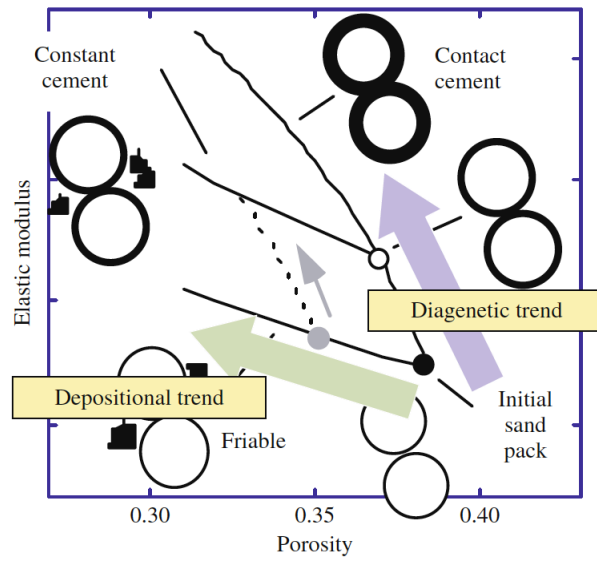 Constant
cement
Contact
cement
Elastic modulus
Diagenetic trend
Depositional trend
Initial
sand
pack
Friable
0.30
0.35
0.40
Porosity